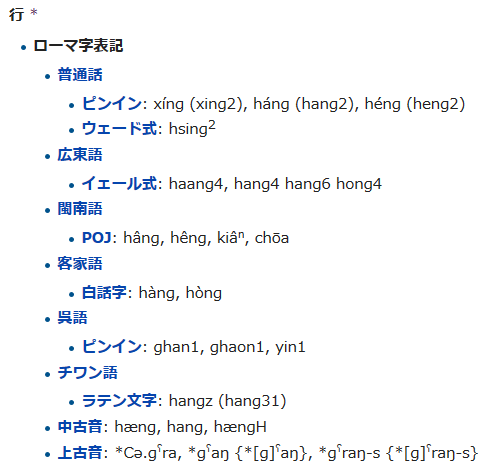 行 *
ローマ字表記
普通話
ピンイン: xíng (xing2), háng (hang2), héng (heng2)
ウェード式: hsing²
広東語
イェール式: haang4, hang4 hang6 hong4
閩南語
POJ: hâng, hêng, kiâⁿ, chōa
客家語
白話字: hàng, hòng
呉語
ピンイン: ghan1, ghaon1, yin1
チワン語
ラテン文字: hangz (hang31)
中古音: hæng, hang, hængH
上古音: *Cə.gˤra, *gˤaŋ {*[g]ˤaŋ}, *gˤraŋ-s {*[g]ˤraŋ-s}